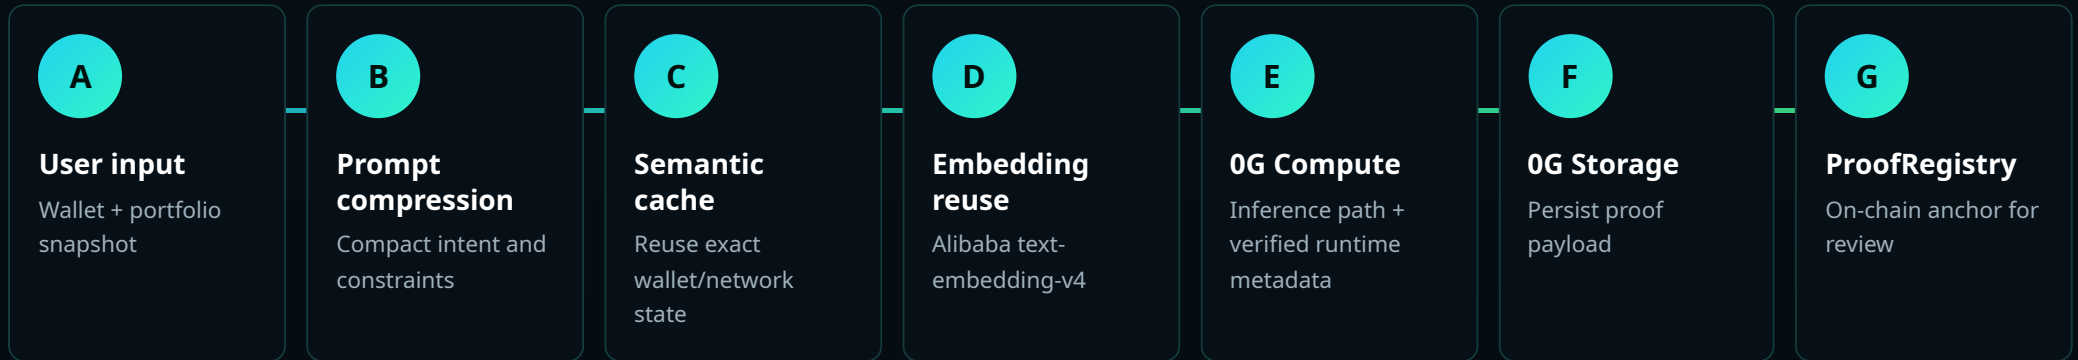 A
User input
Wallet + portfolio
snapshot
B
Prompt
compression
Compact intent and
constraints
C
Semantic
cache
Reuse exact
wallet/network
state
D
Embedding
reuse
Alibaba text-
embedding-v4
E
0G Compute
Inference path +
verified runtime
metadata
F
0G Storage
Persist proof
payload
G
ProofRegistry
On-chain anchor for
review